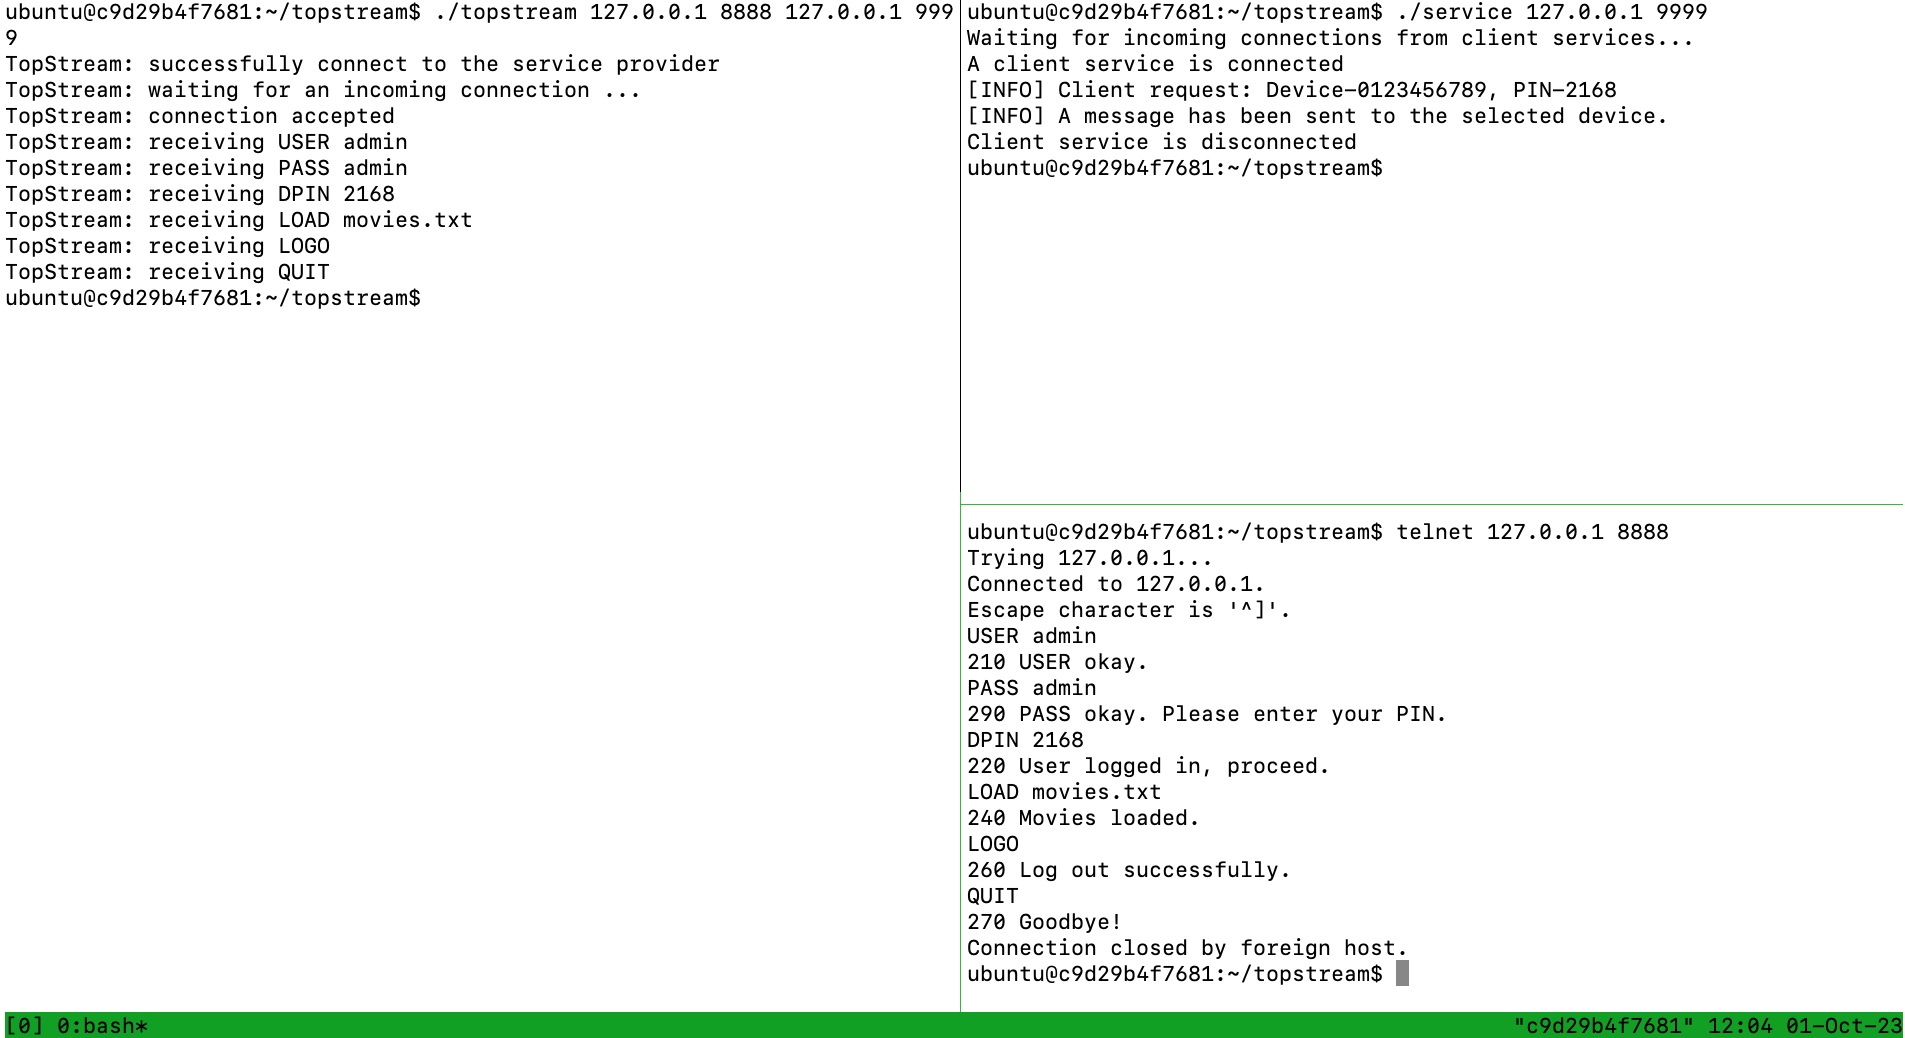 ubuntu@c9d29b4f7681:~/topstream$ ./topstream 127.0.0.1 8888 127.0.0.1 999
9
TopStream: successfully connect to the service provider
TopStream: waiting for an incoming connection ...
TopStream: connection accepted
TopStream: receiving USER admin
TopStream: receiving PASS admin
TopStream: receiving DPIN 2168
TopStream: receiving LOAD movies.txt
TopStream: receiving LOGO
TopStream: receiving QUIT
ubuntu@c9d29b4f7681:~/topstream$
ubuntu@c9d29b4f7681:~/topstream$ ./service 127.0.0.1 9999
Waiting for incoming connections from client services...
A client service is connected
[INFO] Client request: Device-0123456789, PIN-2168
[INFO] A message has been sent to the selected device.
Client service is disconnected
ubuntu@c9d29b4f7681:~/topstream$
ubuntu@c9d29b4f7681:~/topstream$ telnet 127.0.0.1 8888
Trying 127.0.0.1...
Connected to 127.0.0.1.
Escape character is '^]'.
USER admin
210 USER okay.
PASS admin
290 PASS okay. Please enter your PIN.
DPIN 2168
220 User logged in, proceed.
LOAD movies.txt
240 Movies loaded.
LOGO
260 Log out successfully.
QUIT
270 Goodbye!
Connection closed by foreign host.
ubuntu@c9d29b4f7681:~/topstream$
[0] 0:bash* "c9d29b4f7681" 12:04 01-Oct-23